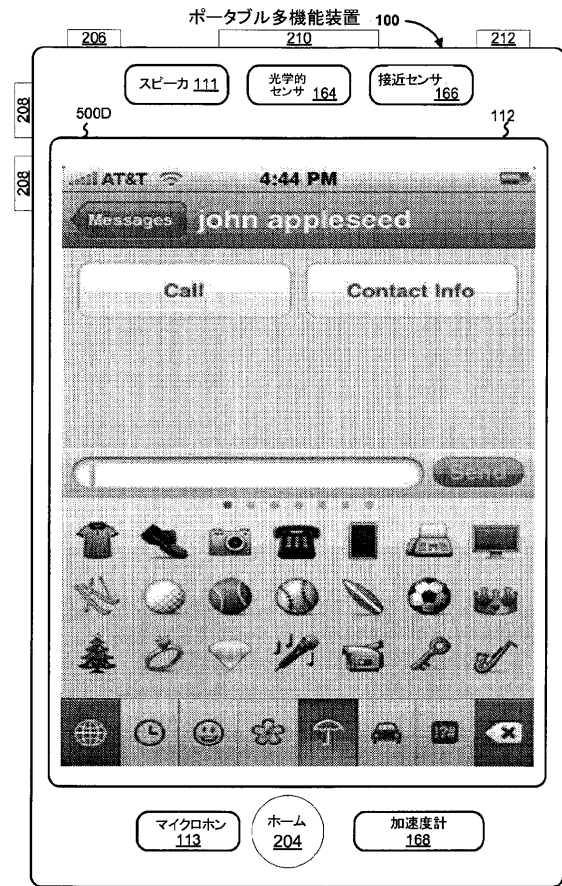 ポータブル多機能装置 100
206
210
212
208
208
スピーカ 111
光学的
センサ 164
接近センサ
166
500D
112
AT&T
4:44 PM
Messages
john appleseed
Call
Contact Info
Send
マイクロホン
113
ホーム
204
加速度計
168